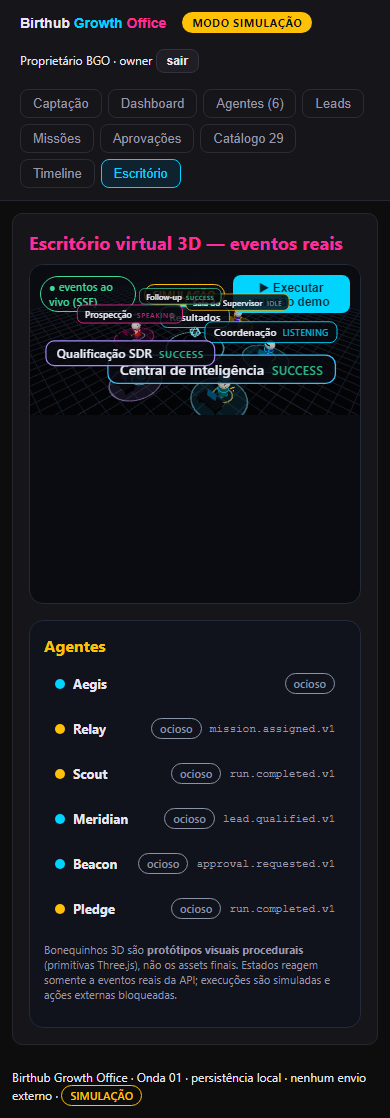 Birthub Growth Office MODO SIMULAÇÃO
Proprietário BGO · owner sair
Captação Dashboard Agentes (6) Leads
Missões Aprovações Catálogo 29
Timeline Escritório
Escritório virtual 3D — eventos reais
● eventos ao
vivo (SSE)
▶ Executar
demo
Follow-up SUCCESS
Supervisor IDLE
Prospecção SPEAKING
Resultados
Coordenação LISTENING
Qualificação SDR SUCCESS
Central de Inteligência SUCCESS
Agentes
Aegis ocioso
Relay ocioso mission.assigned.v1
Scout ocioso run.completed.v1
Meridian ocioso lead.qualified.v1
Beacon ocioso approval.requested.v1
Pledge ocioso run.completed.v1
Bonequinhos 3D são protótipos visuais procedurais
(primitivas Three.js), não os assets finais. Estados reagem
somente a eventos reais da API; execuções são simuladas e
ações externas bloqueadas.
Birthub Growth Office · Onda 01 · persistência local · nenhum envio
externo · SIMULAÇÃO